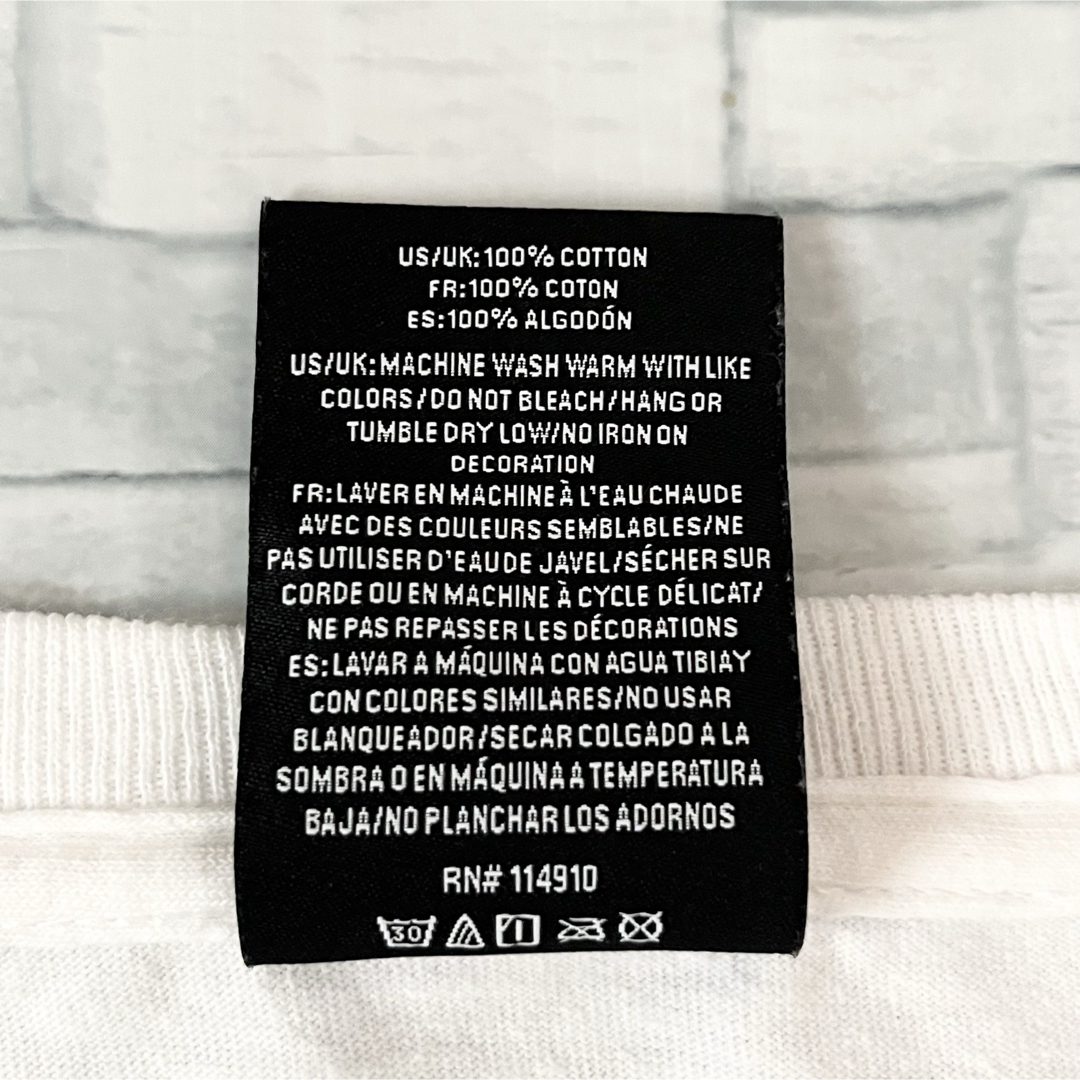 US/UK:100% COTTON
FR:100% COTON
ES:100% ALGODÓN
US/UK:MACHINE WASH WARM WITH LIKE
COLORS/DO NOT BLEACH/HANG OR
TUMBLE DRY LOW/NO IRON ON
DECORATION
FR:LAVER EN MACHINE À L'EAU CHAUDE
AVEC DES COULEURS SEMBLABLES/NE
PAS UTILISER D'EAU DE JAVEL/SÉCHER SUR
CORDE OU EN MACHINE À CYCLE DÉLICAT/
NE PAS REPASSER LES DÉCORATIONS
ES:LAVAR A MÁQUINA CON AGUA TIBIA Y
CON COLORES SIMILARES/NO USAR
BLANQUEADOR/SECAR COLGADO A LA
SOMBRA O EN MÁQUINA A TEMPERATURA
BAJA/NO PLANCHAR LOS ADORNOS
RN# 114910
30